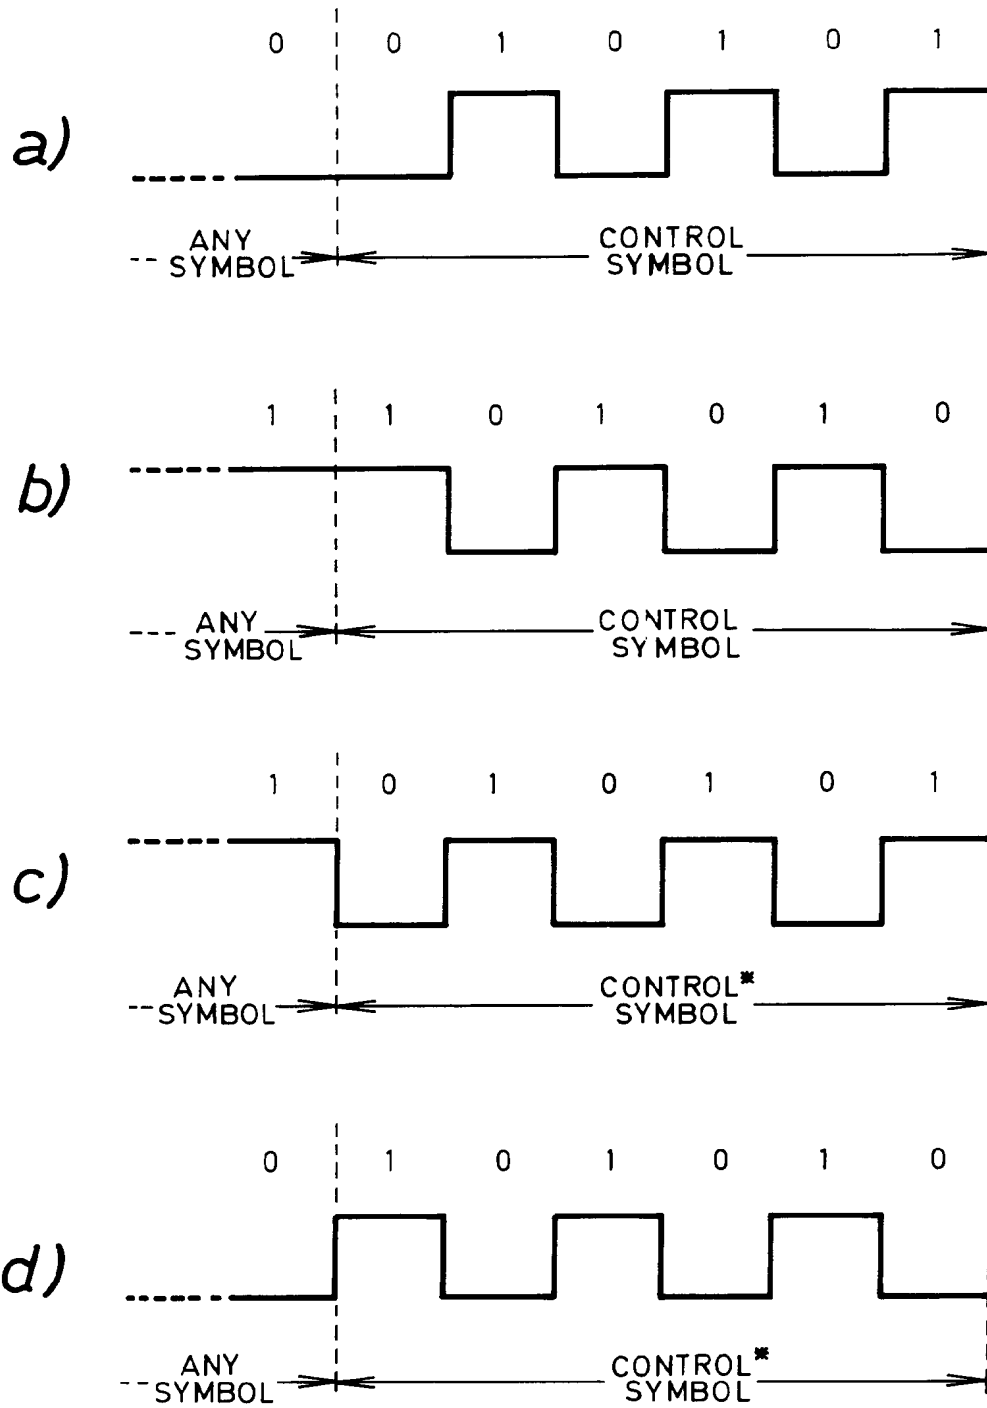 0 0 1 0 1 0 1
a)
ANY
SYMBOL
CONTROL
SYMBOL
1 1 0 1 0 1 0
b)
ANY
SYMBOL
CONTROL
SYMBOL
1 0 1 0 1 0 1
c)
ANY
SYMBOL
CONTROL*
SYMBOL
0 1 0 1 0 1 0
d)
ANY
SYMBOL
CONTROL*
SYMBOL